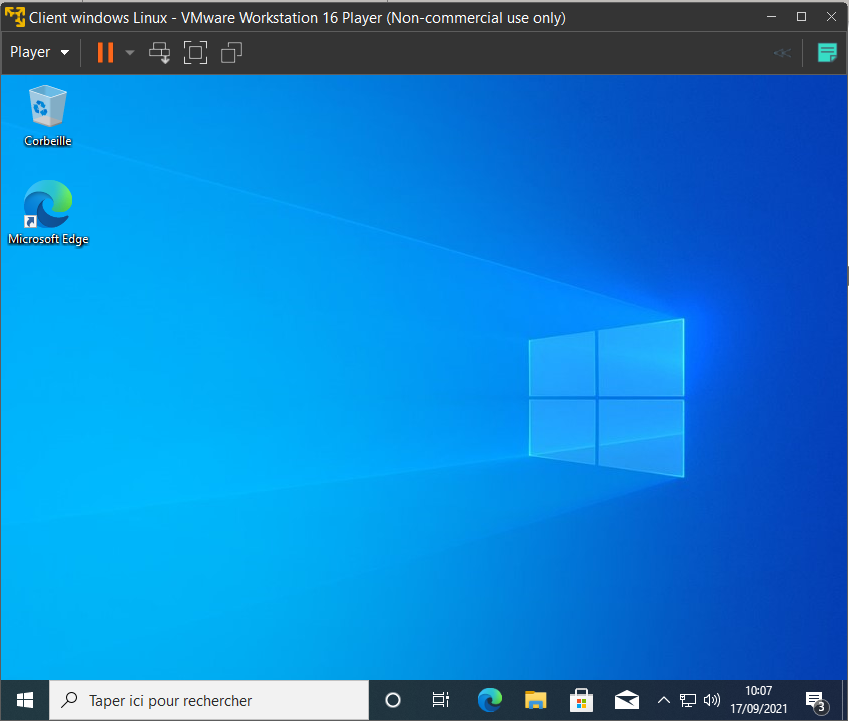 Client windows Linux - VMware Workstation 16 Player (Non-commercial use only)
Player
Corbeille
Microsoft Edge
Taper ici pour rechercher
10:07
17/09/2021
3